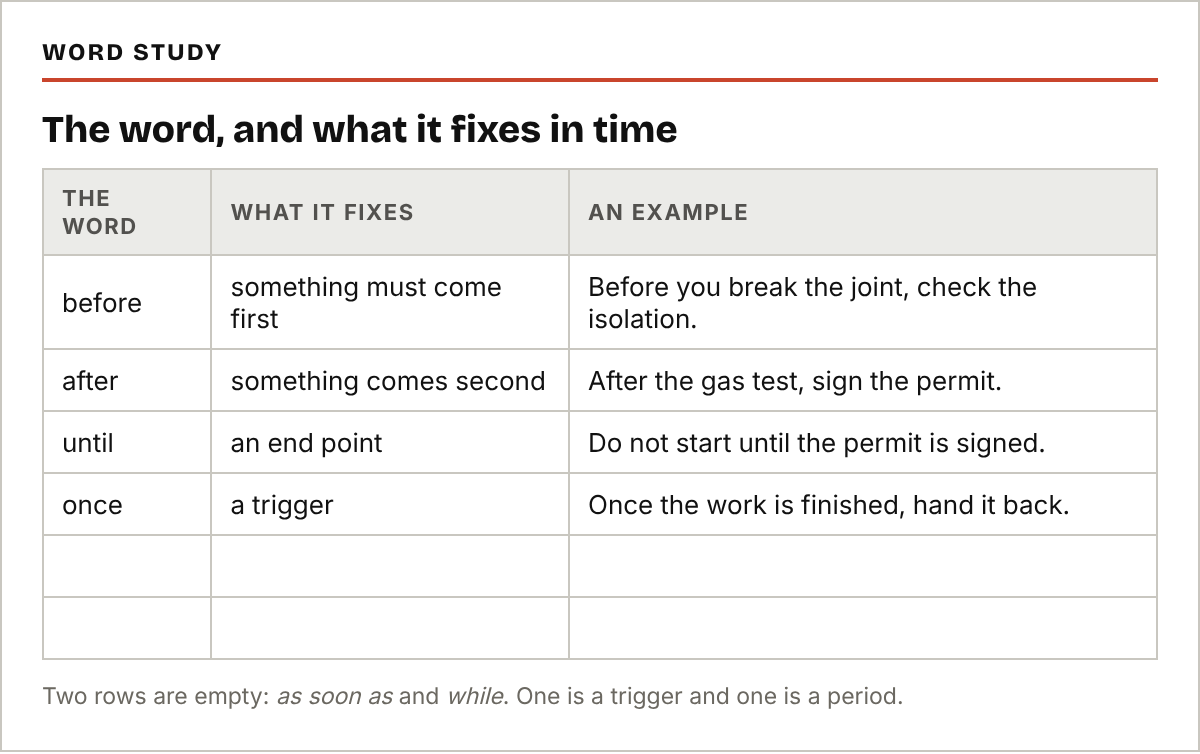 WORD STUDY
The word, and what it fixes in time
THE
WORD
WHAT IT FIXES
AN EXAMPLE
before
something must come
first
Before you break the joint, check the
isolation.
after
something comes second
After the gas test, sign the permit.
until
an end point
Do not start until the permit is signed.
once
a trigger
Once the work is finished, hand it back.
Two rows are empty: as soon as and while. One is a trigger and one is a period.